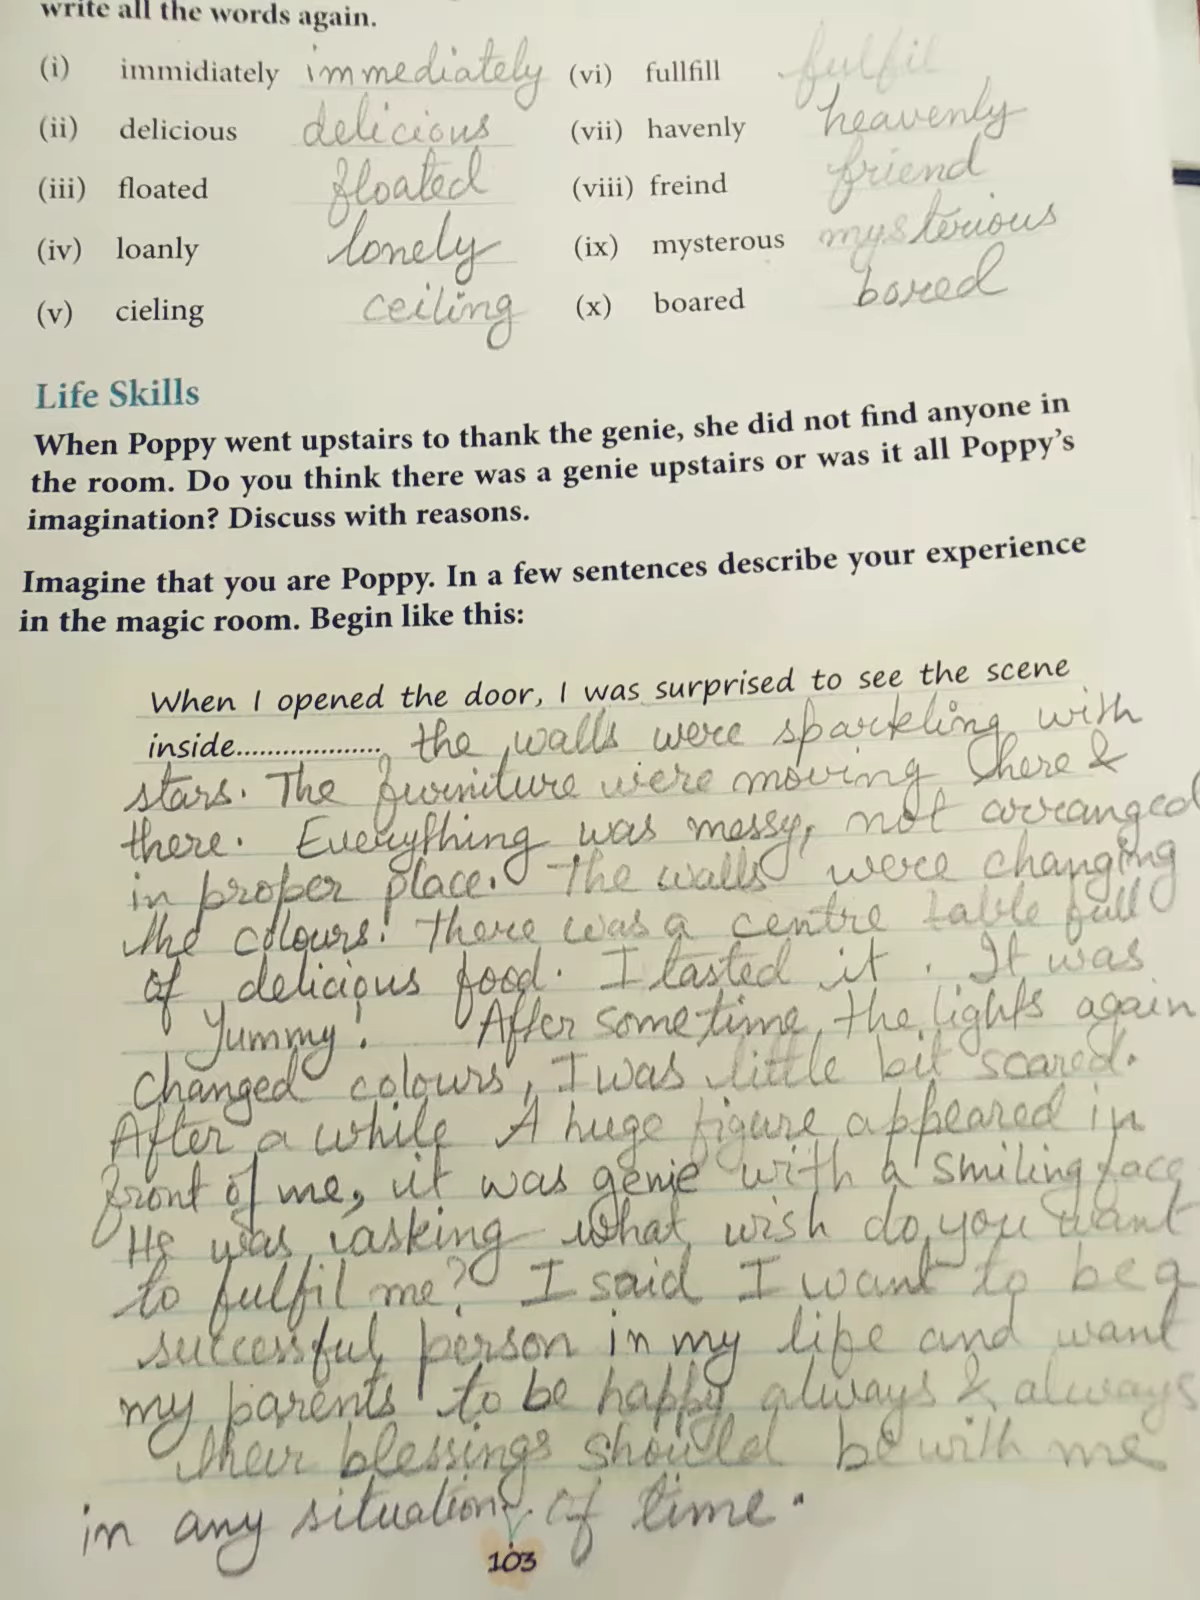 write all the words again.
(i) immidiately immediately (vi) fullfill fulfil
(ii) delicious delicious (vii) havenly heavenly
(iii) floated floated (viii) freind friend
(iv) loanly lonely (ix) mysterous mysterious
(v) cieling ceiling (x) boared bored
Life Skills
When Poppy went upstairs to thank the genie, she did not find anyone in
the room. Do you think there was a genie upstairs or was it all Poppy's
imagination? Discuss with reasons.
Imagine that you are Poppy. In a few sentences describe your experience
in the magic room. Begin like this:
When I opened the door, I was surprised to see the scene
inside.................... the walls were sparkling with
stars. The furniture were moving here &
there. Everything was messy, not arranged
in proper place. The walls were changing
the colours. There was a centre table full
of delicious food. I tasted it. It was
Yummy! After some time, the lights again
changed colours, I was little bit scared.
After a while A huge figure appeared in
front of me, it was genie with a smiling face
He was asking what wish do you want
to fulfil me? I said I want to be a
successful person in my life and want
my parents to be happy always & always
their blessings should be with me
in any situation of time.
103